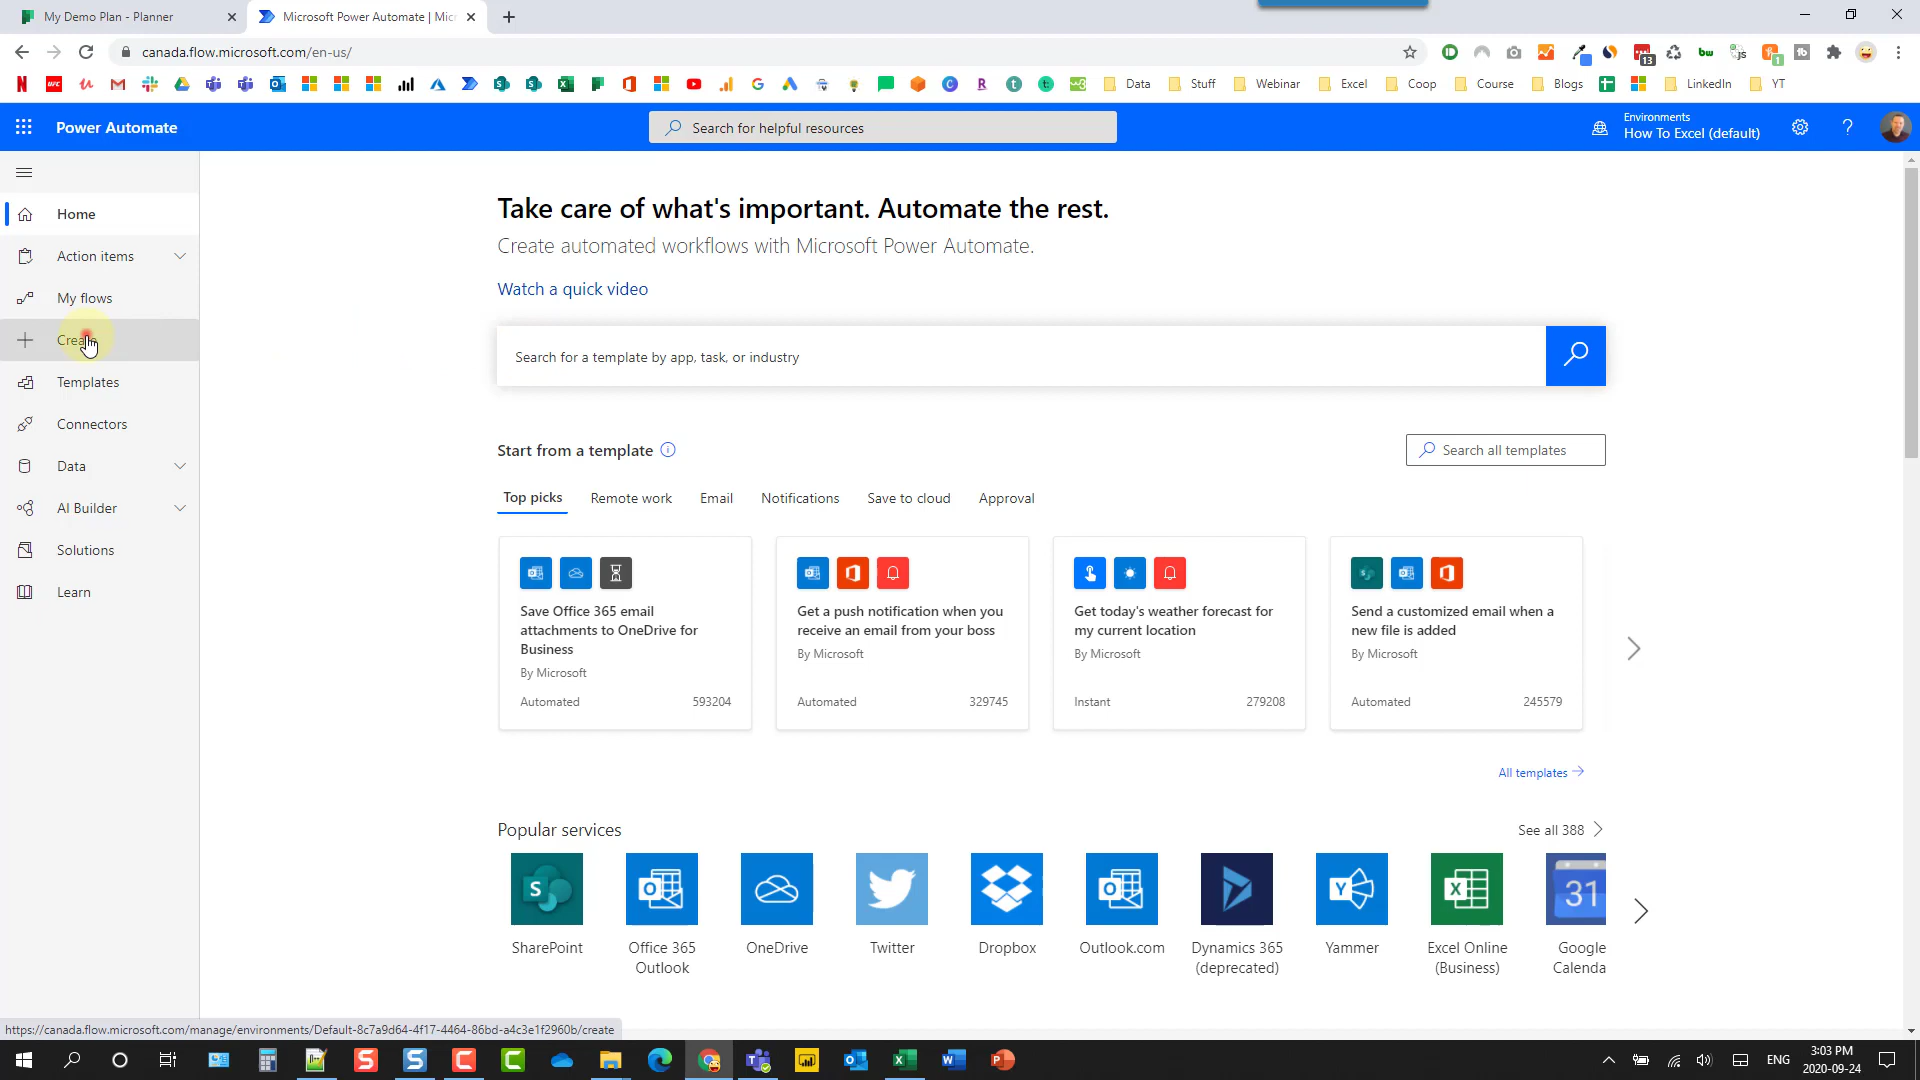 My Demo Plan - Planner
Microsoft Power Automate | Micr
canada.flow.microsoft.com/en-us/
13
1
Data
Stuff
Webinar
Excel
Coop
Course
Blogs
LinkedIn
YT
Power Automate
Search for helpful resources
Environments
How To Excel (default)
Home
Action items
My flows
Create
Templates
Connectors
Data
AI Builder
Solutions
Learn
Take care of what's important. Automate the rest.
Create automated workflows with Microsoft Power Automate.
Watch a quick video
Search for a template by app, task, or industry
Start from a template
Search all templates
Top picks
Remote work
Email
Notifications
Save to cloud
Approval
Save Office 365 email
attachments to OneDrive for
Business
By Microsoft
Automated
593204
Get a push notification when you
receive an email from your boss
By Microsoft
Automated
329745
Get today's weather forecast for
my current location
By Microsoft
Instant
279208
Send a customized email when a
new file is added
By Microsoft
Automated
245579
All templates
Popular services
See all 388
SharePoint
Office 365
Outlook
OneDrive
Twitter
Dropbox
Outlook.com
Dynamics 365
(deprecated)
Yammer
Excel Online
(Business)
31
Google
Calenda
https://canada.flow.microsoft.com/manage/environments/Default-8c7a9d64-4f17-4464-86bd-a4c3e1f2960b/create
ENG
3:03 PM
2020-09-24